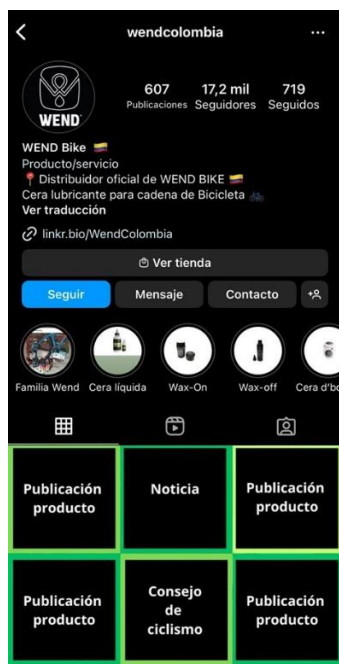 wendcolombia
WEND
607 17,2 mil 719
Publicaciones Seguidores Seguidos
WEND Bike 🇨🇴
Producto/servicio
📍 Distribuidor oficial de WEND BIKE 🇨🇴
Cera lubricante para cadena de Bicicleta 🚲
Ver traducción
linkr.bio/WendColombia
Ver tienda
Seguir Mensaje Contacto
Familia Wend Cera líquida Wax-On Wax-off Cera d'bo
Publicación
producto
Noticia
Publicación
producto
Publicación
producto
Consejo
de
ciclismo
Publicación
producto